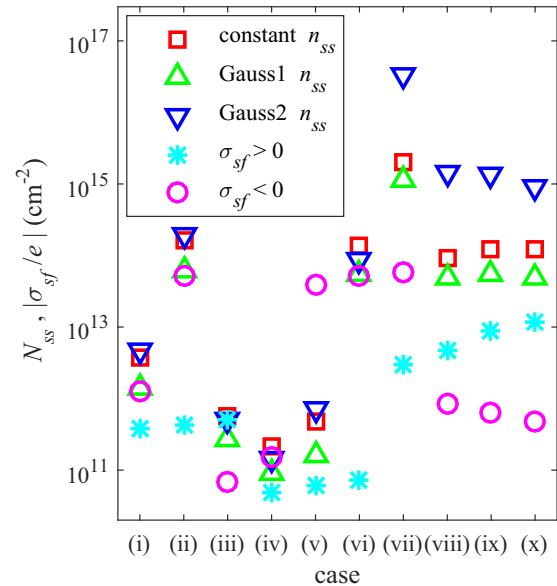 10^17
10^15
10^13
10^11
N_ss , |σ_sf /e| (cm^-2)
constant n_ss
Gauss1 n_ss
Gauss2 n_ss
σ_sf > 0
σ_sf < 0
(i) (ii) (iii) (iv) (v) (vi) (vii) (viii) (ix) (x)
case